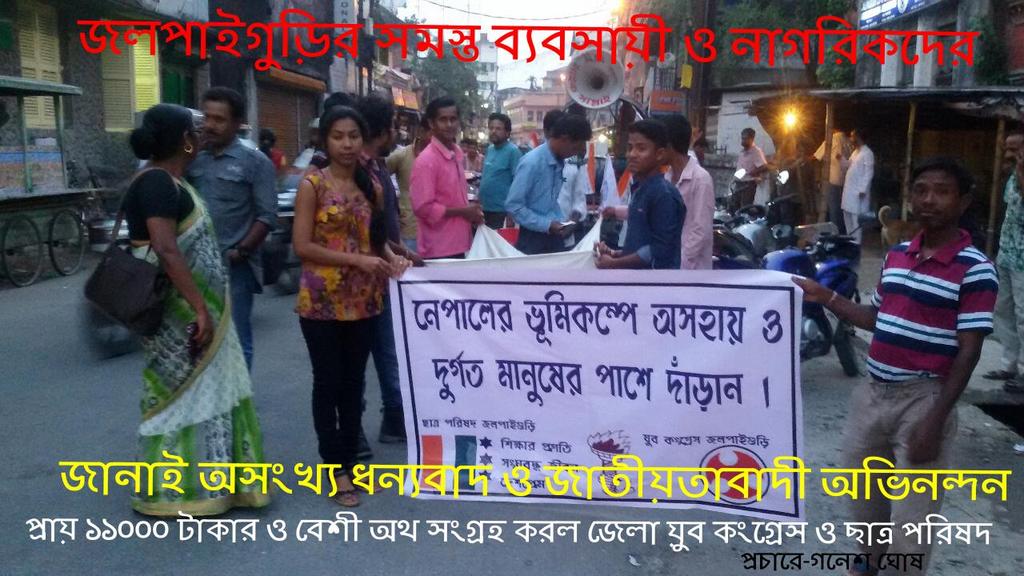 জলপাইগুড়ির সমস্ত ব্যবসায়ী ও নাগরিকদের
নেপালের ভূমিকম্পে অসহায় ও
দুর্গত মানুষের পাশে দাঁড়ান ।
ছাত্র পরিষদ জলপাইগুড়ি
যুব কংগ্রেস জলপাইগুড়ি
শিক্ষার প্রগতি
সংঘবদ্ধ
জানাই অসংখ্য ধন্যবাদ ও জাতীয়তাবাদী অভিনন্দন
প্রায় ১১০০০ টাকার ও বেশী অথ সংগ্রহ করল জেলা যুব কংগ্রেস ও ছাত্র পরিষদ
প্রচারে-গনেশ ঘোষ